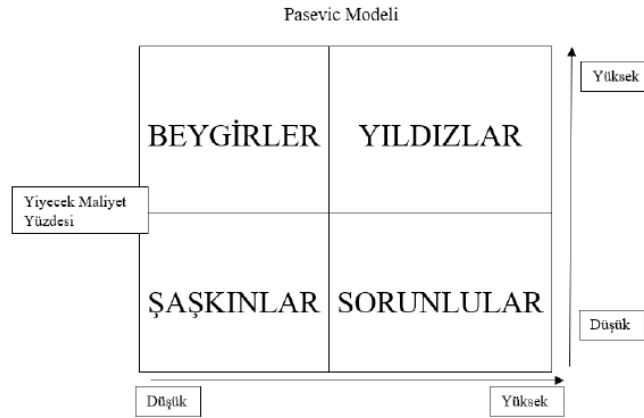 Pasevic Modeli
Yüksek
BEYGİRLER YILDIZLAR
Yiyecek Maliyet
Yüzdesi
ŞAŞKINLAR SORUNLULAR
Düşük
Düşük
Yüksek